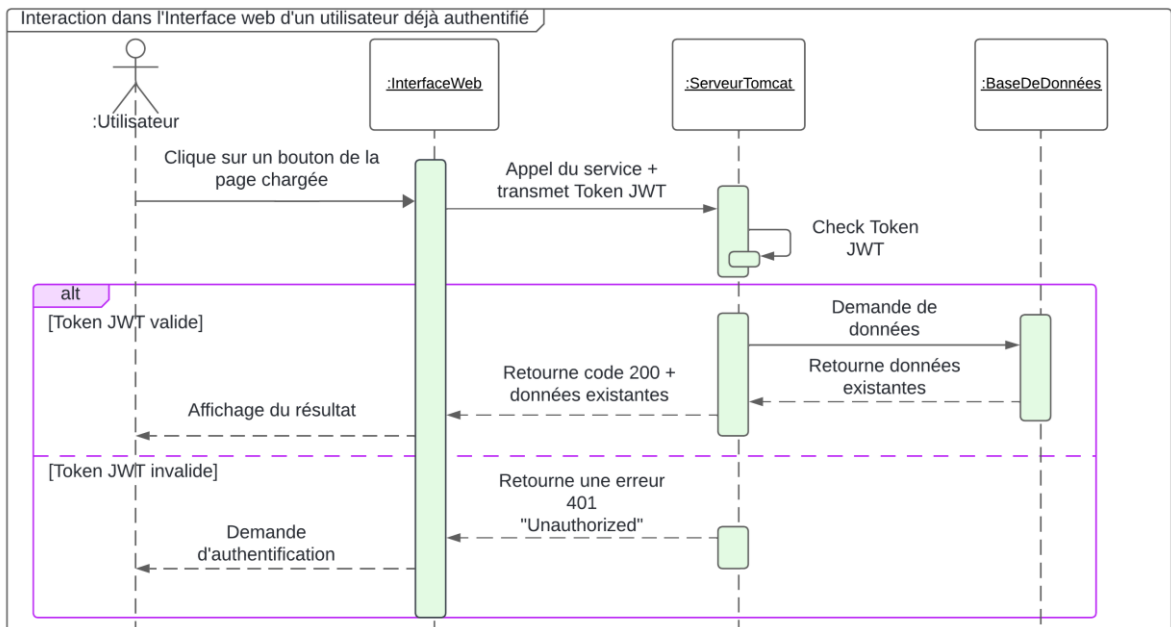 Interaction dans l'Interface web d'un utilisateur déjà authentifié
:Utilisateur
:InterfaceWeb
:ServeurTomcat
:BaseDeDonnées
Clique sur un bouton de la
page chargée
Appel du service +
transmet Token JWT
Check Token
JWT
alt
[Token JWT valide]
Demande de
données
Retourne données
existantes
Retourne code 200 +
données existantes
Affichage du résultat
[Token JWT invalide]
Retourne une erreur
401
"Unauthorized"
Demande
d'authentification